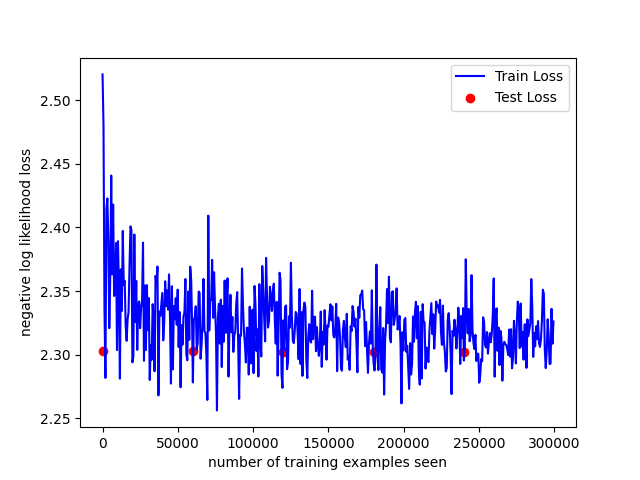 Train Loss
Test Loss
2.50
2.45
2.40
2.35
2.30
2.25
negative log likelihood loss
0 50000 100000 150000 200000 250000 300000
number of training examples seen